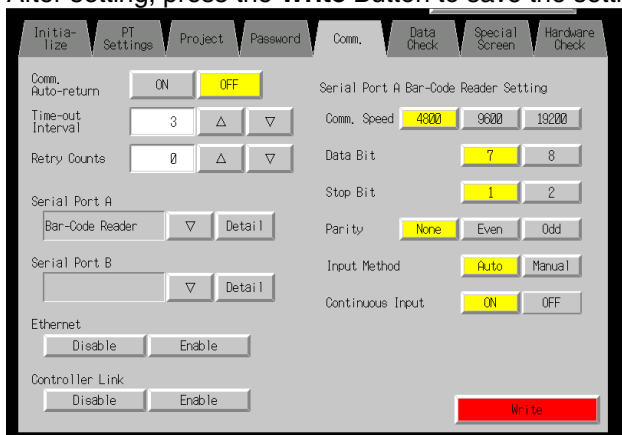 After setting, press the Write Button to save the setti
Initia-
lize
PT
Settings
Project
Password
Comm.
Data
Check
Special
Screen
Hardware
Check
Comm.
Auto-return
ON
OFF
Time-out
Interval
3
△
▽
Retry Counts
0
△
▽
Serial Port A
Bar-Code Reader
▽
Detail
Serial Port B
▽
Detail
Ethernet
Disable
Enable
Controller Link
Disable
Enable
Serial Port A Bar-Code Reader Setting
Comm. Speed
4800
9600
19200
Data Bit
7
8
Stop Bit
1
2
Parity
None
Even
Odd
Input Method
Auto
Manual
Continuous Input
ON
OFF
Write